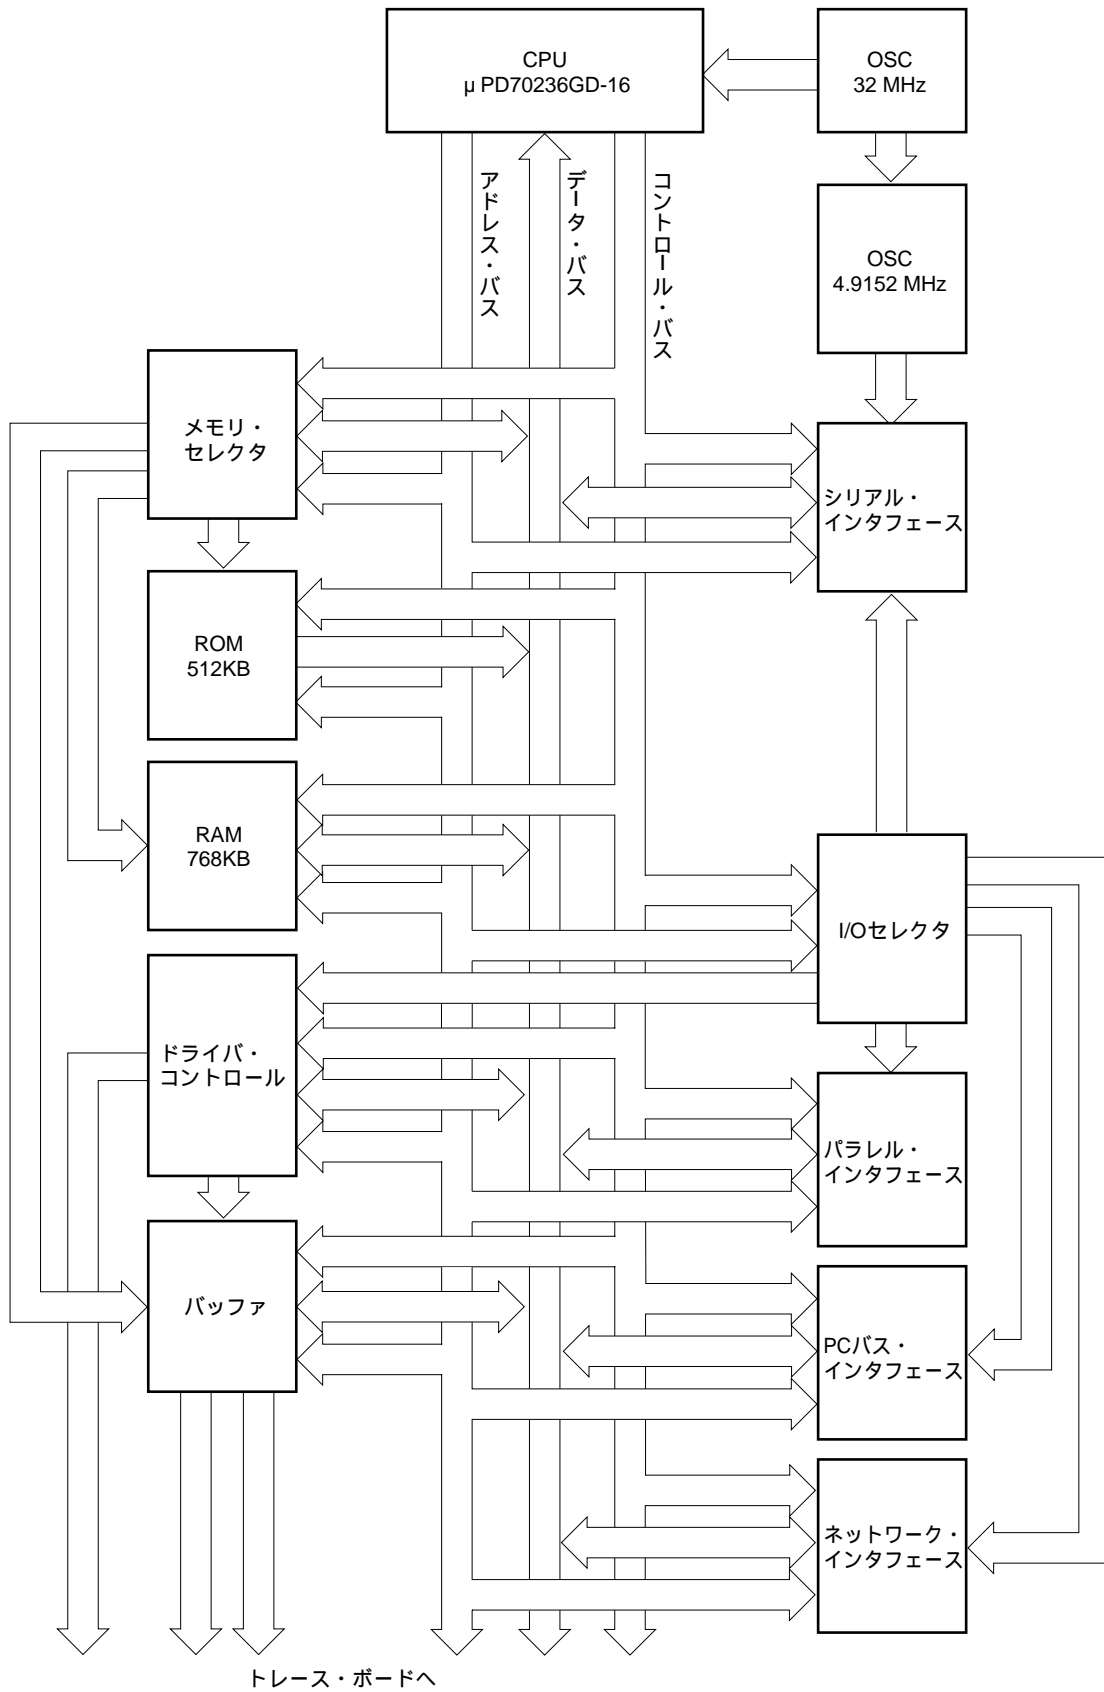 CPU
μ PD70236GD-16
OSC
32 MHz
アドレス・バス
データ・バス
コントロール・バス
OSC
4.9152 MHz
メモリ・
セレクタ
シリアル・
インタフェース
ROM
512KB
RAM
768KB
I/Oセレクタ
ドライバ・
コントロール
パラレル・
インタフェース
バッファ
PCバス・
インタフェース
ネットワーク・
インタフェース
トレース・ボードへ